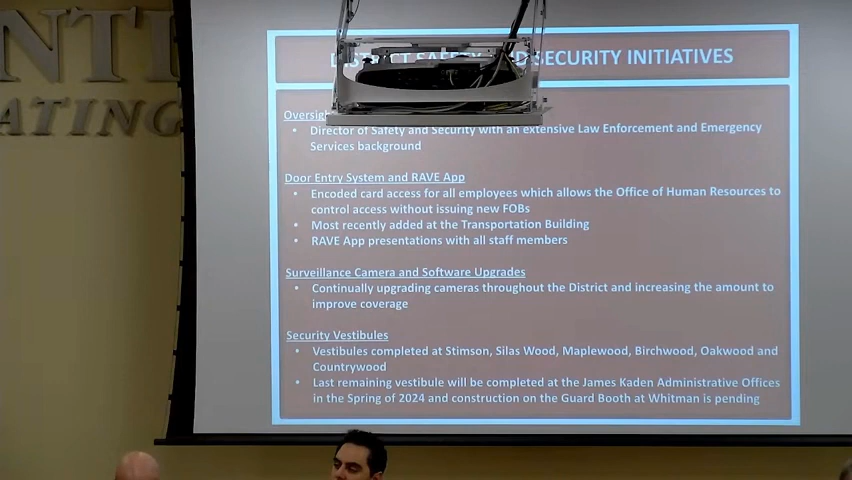 NTE
ATING
SECURITY INITIATIVES
Director of Safety and Security with an extensive Law Enforcement and Emergency
Services background
Door Entry System and RAVE App
• Encoded card access for all employees which allows the Office of Human Resources to
control access without issuing new FOBs
• Most recently added at the Transportation Building
• RAVE App presentations with all staff members
Surveillance Camera and Software Upgrades
• Continually upgrading cameras throughout the District and increasing the amount to
improve coverage
Security Vestibules
• Vestibules completed at Stimson, Silas Wood, Maplewood, Birchwood, Oakwood and
Countrywood
• Last remaining vestibule will be completed at the James Kaden Administrative Offices
in the Spring of 2024 and construction on the Guard Booth at Whitman is pending